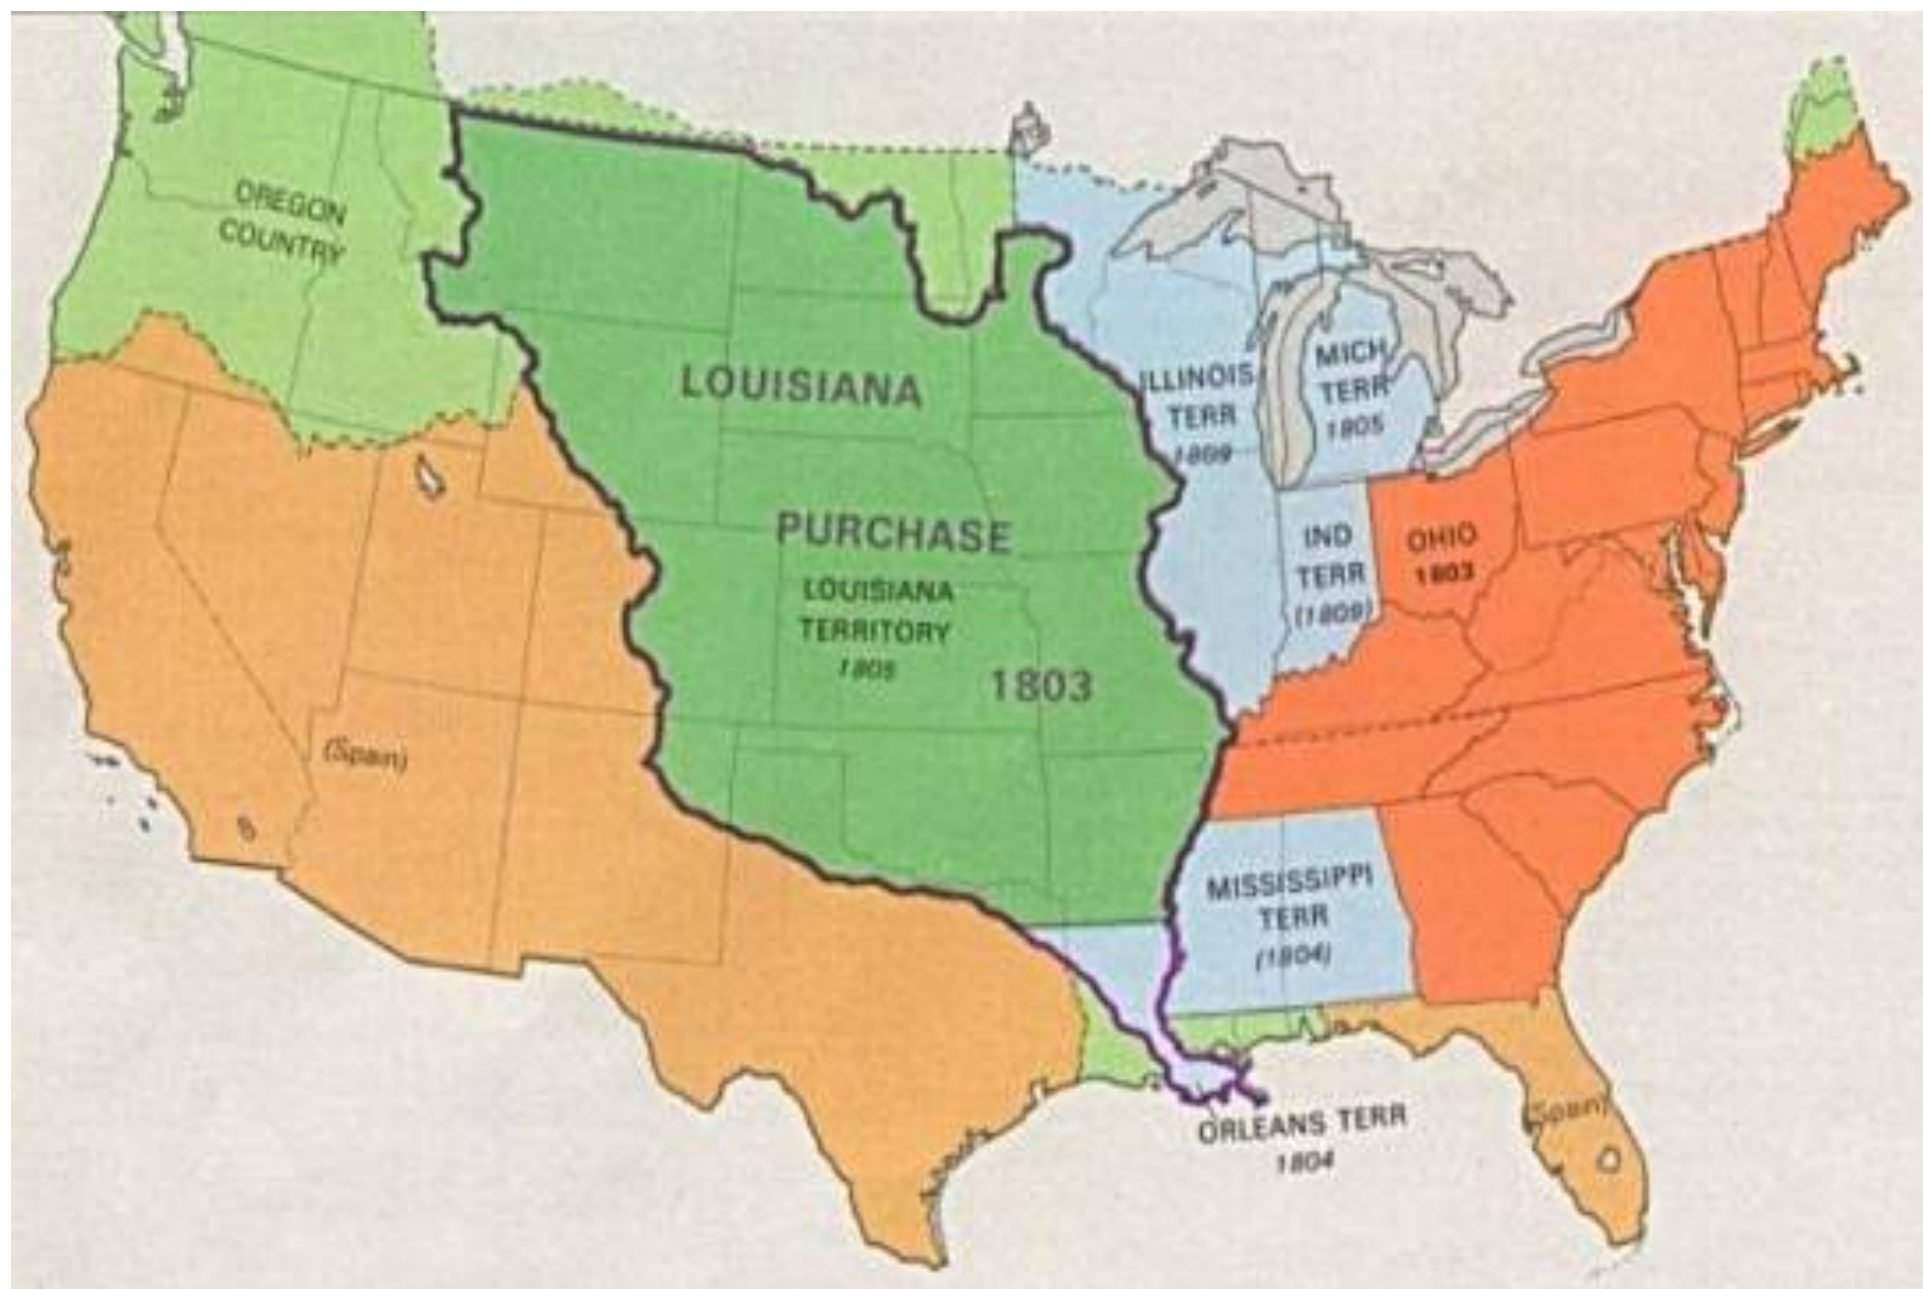 OREGON
COUNTRY
LOUISIANA
PURCHASE
LOUISIANA
TERRITORY
1805
1803
ILLINOIS
TERR
1809
MICH
TERR
1805
IND
TERR
(1809)
OHIO
1803
(Spain)
MISSISSIPPI
TERR
(1804)
(Spain)
ORLEANS TERR
1804